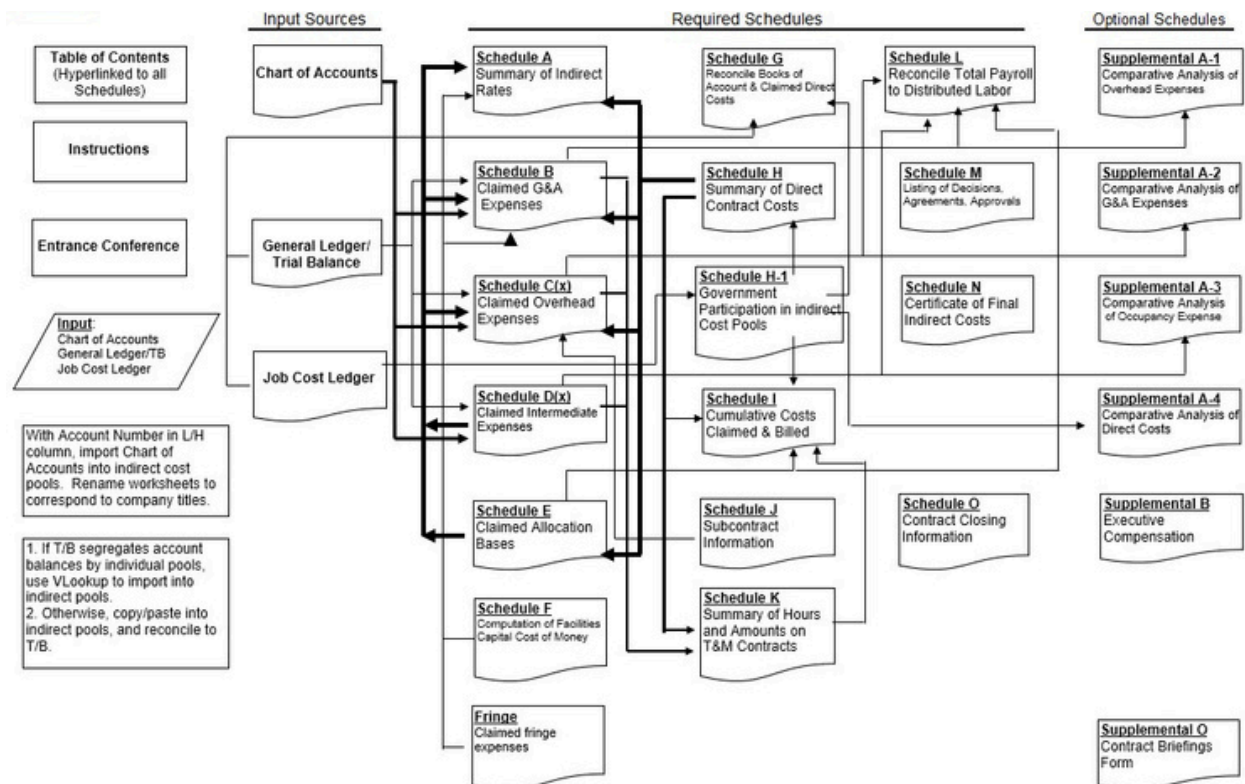 Input Sources
Required Schedules
Optional Schedules
Table of Contents
(Hyperlinked to all
Schedules)
Instructions
Entrance Conference
Input:
Chart of Accounts
General Ledger/TB
Job Cost Ledger
With Account Number in L/H
column, import Chart of
Accounts into indirect cost
pools. Rename worksheets to
correspond to company titles.
1. If T/B segregates account
balances by individual pools,
use VLookup to import into
indirect pools.
2. Otherwise, copy/paste into
indirect pools, and reconcile to
T/B.
Chart of Accounts
General Ledger/
Trial Balance
Job Cost Ledger
Schedule A
Summary of Indirect
Rates
Schedule B
Claimed G&A
Expenses
Schedule C(x)
Claimed Overhead
Expenses
Schedule D(x)
Claimed Intermediate
Expenses
Schedule E
Claimed Allocation
Bases
Schedule F
Computation of Facilities
Capital Cost of Money
Fringe
Claimed fringe
expenses
Schedule G
Reconcile Books of
Account & Claimed Direct
Costs
Schedule H
Summary of Direct
Contract Costs
Schedule H-1
Government
Participation in indirect
Cost Pools
Schedule I
Cumulative Costs
Claimed & Billed
Schedule J
Subcontract
Information
Schedule K
Summary of Hours
and Amounts on
T&M Contracts
Schedule L
Reconcile Total Payroll
to Distributed Labor
Schedule M
Listing of Decisions,
Agreements, Approvals
Schedule N
Certificate of Final
Indirect Costs
Schedule O
Contract Closing
Information
Supplemental A-1
Comparative Analysis of
Overhead Expenses
Supplemental A-2
Comparative Analysis of
G&A Expenses
Supplemental A-3
Comparative Analysis
of Occupancy Expense
Supplemental A-4
Comparative Analysis of
Direct Costs
Supplemental B
Executive
Compensation
Supplemental O
Contract Briefings
Form